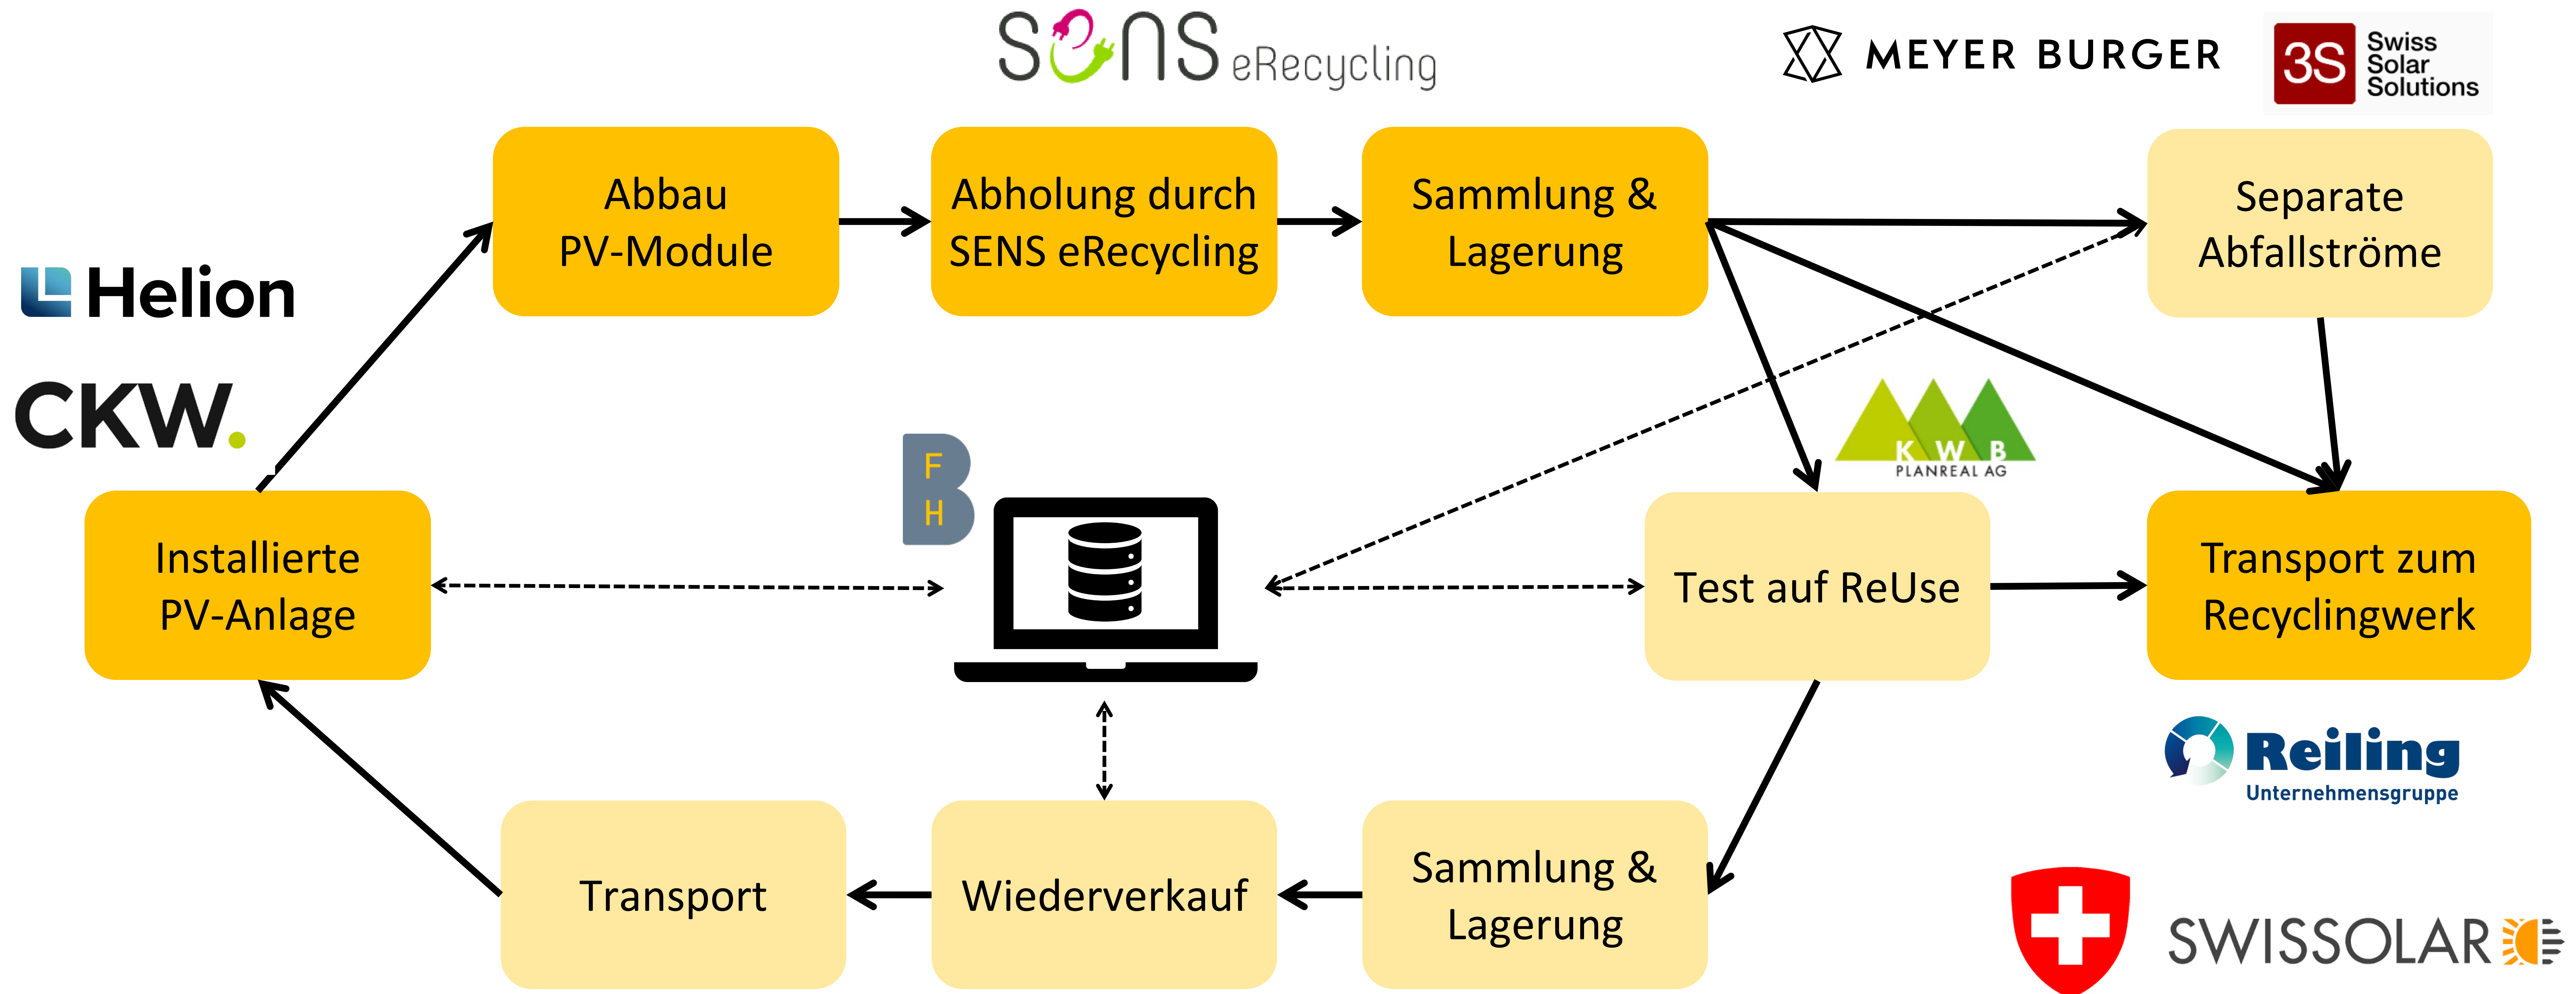 SENS eRecycling
MEYER BURGER
3S Swiss
Solar
Solutions
Abbau
PV-Module
Abholung durch
SENS eRecycling
Sammlung &
Lagerung
Separate
Abfallströme
Helion
CKW.
KWB
PLANREAL AG
F
H
B
Installierte
PV-Anlage
Test auf ReUse
Transport zum
Recyclingwerk
Reiling
Unternehmensgruppe
Transport
Wiederverkauf
Sammlung &
Lagerung
SWISSOLAR